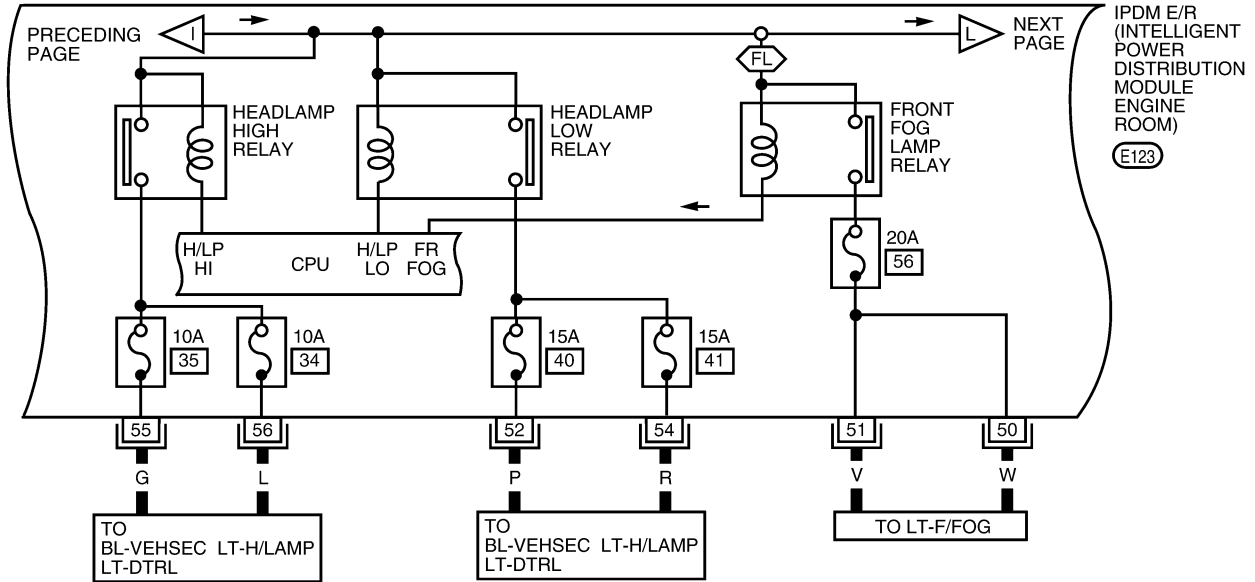 PRECEDING
PAGE
I
L
NEXT
PAGE
IPDM E/R
(INTELLIGENT
POWER
DISTRIBUTION
MODULE
ENGINE
ROOM)
E123
FL
HEADLAMP
HIGH
RELAY
HEADLAMP
LOW
RELAY
FRONT
FOG
LAMP
RELAY
H/LP
HI
CPU
H/LP
LO
FR
FOG
20A
56
10A
35
10A
34
15A
40
15A
41
55
56
52
54
51
50
G
L
P
R
V
W
TO
BL-VEHSEC LT-H/LAMP
LT-DTRL
TO
BL-VEHSEC LT-H/LAMP
LT-DTRL
TO LT-F/FOG